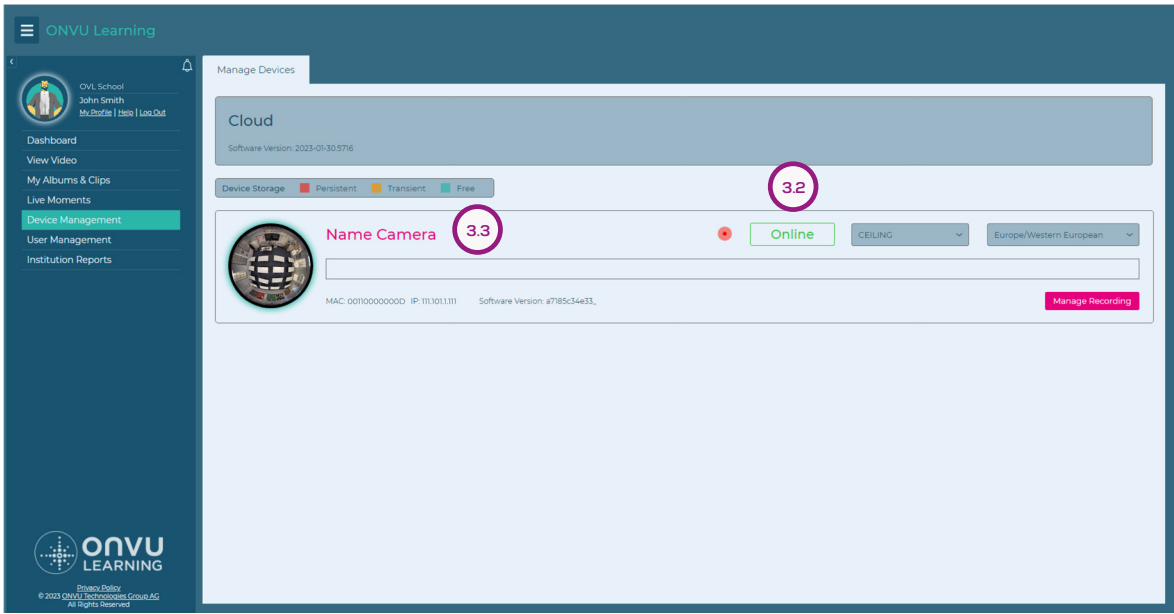 ONVU Learning
OVL School
John Smith
My Profile | Help | Log Out
Dashboard
View Video
My Albums & Clips
Live Moments
Device Management
User Management
Institution Reports
onvu
LEARNING
Privacy Policy
© 2023 ONVU Technologies Group AG
All Rights Reserved
Manage Devices
Cloud
Software Version: 2023-01-30.5716
Device Storage Persistent Transient Free
3.2
Name Camera 3.3 Online CEILING Europe/Western European
MAC: 00110000000D IP: 111.101.1.111 Software Version: a7185c34e33_ Manage Recording